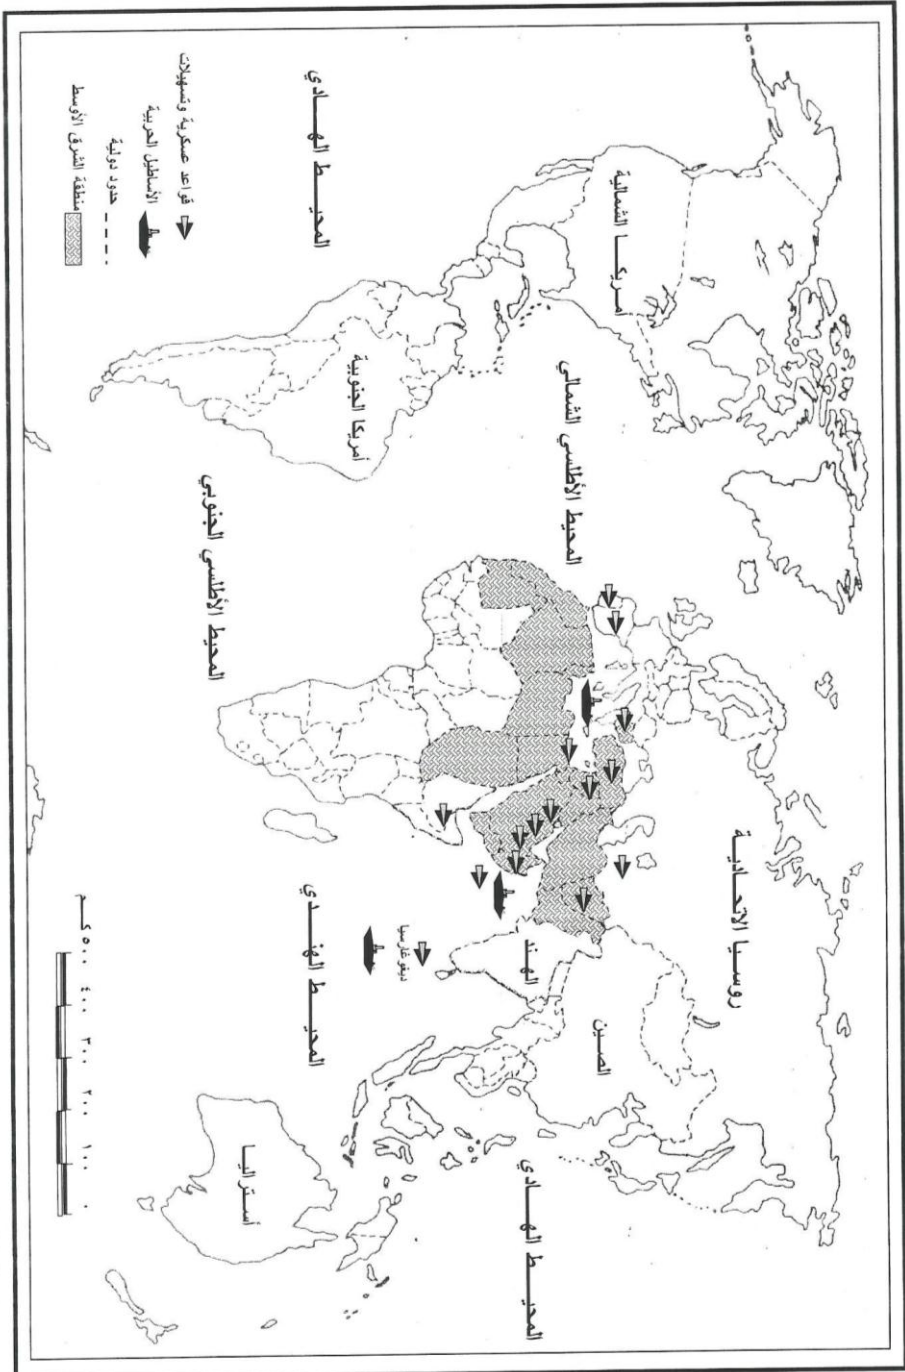 روسيا الاتحادية
أمريكا الشمالية
الصين
المحيط الأطلسي الشمالي
الهند
المحيط الهادي
ديغو غارسيا
أمريكا الجنوبية
المحيط الهادي
المحيط الهندي
أستراليا
المحيط الأطلسي الجنوبي
قواعد عسكرية وتسهيلات
الأساطيل الحربية
حدود دولية
منطقة الشرق الأوسط
٠ ١٠٠ ٢٠٠ ٣٠٠ ٤٠٠ ٥٠٠ كم